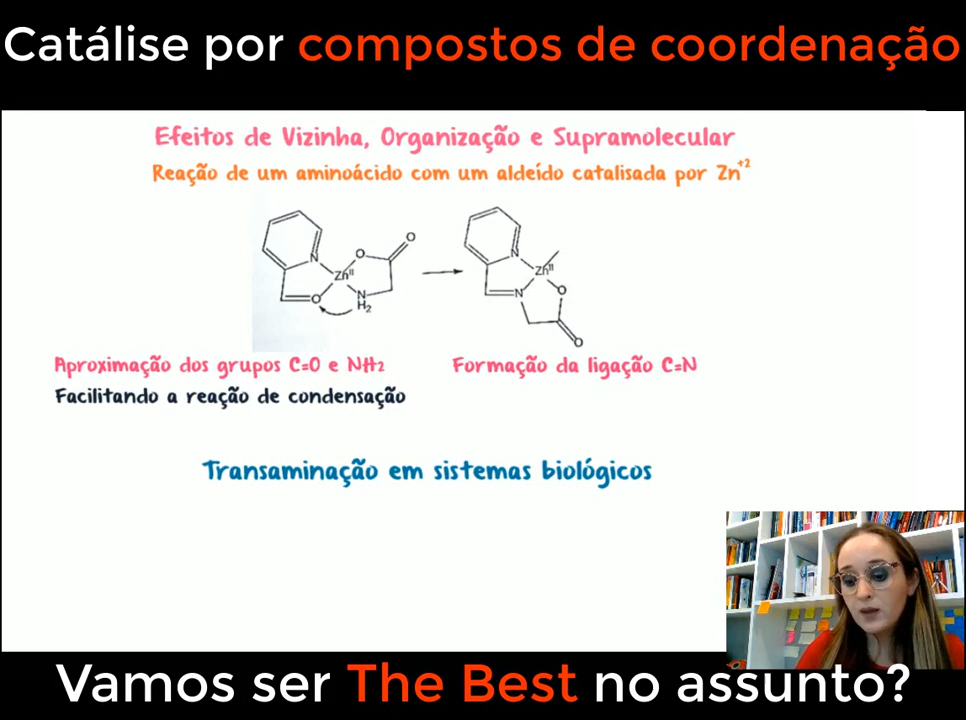 Catálise por compostos de coordenação
Efeitos de Vizinha, Organização e Supramolecular
Reação de um aminoácido com um aldeído catalisada por Zn+2
O
N
O
ZnII
O
N
H2
N
ZnII
N
O
O
Aproximação dos grupos C=O e NH2
Formação da ligação C=N
Facilitando a reação de condensação
Transaminação em sistemas biológicos
Vamos ser The Best no assunto?